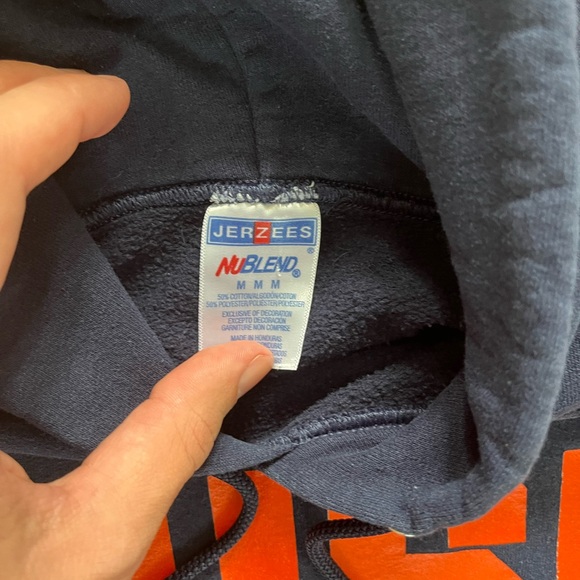 JERZEES
®
NUBLEND®
M M M
50% COTTON/ALGODÓN/COTON
50% POLYESTER/POLIÉSTER/POLYESTER
EXCLUSIVE OF DECORATION
EXCEPTO DECORACIÓN
GARNITURE NON COMPRISE
MADE IN HONDURAS